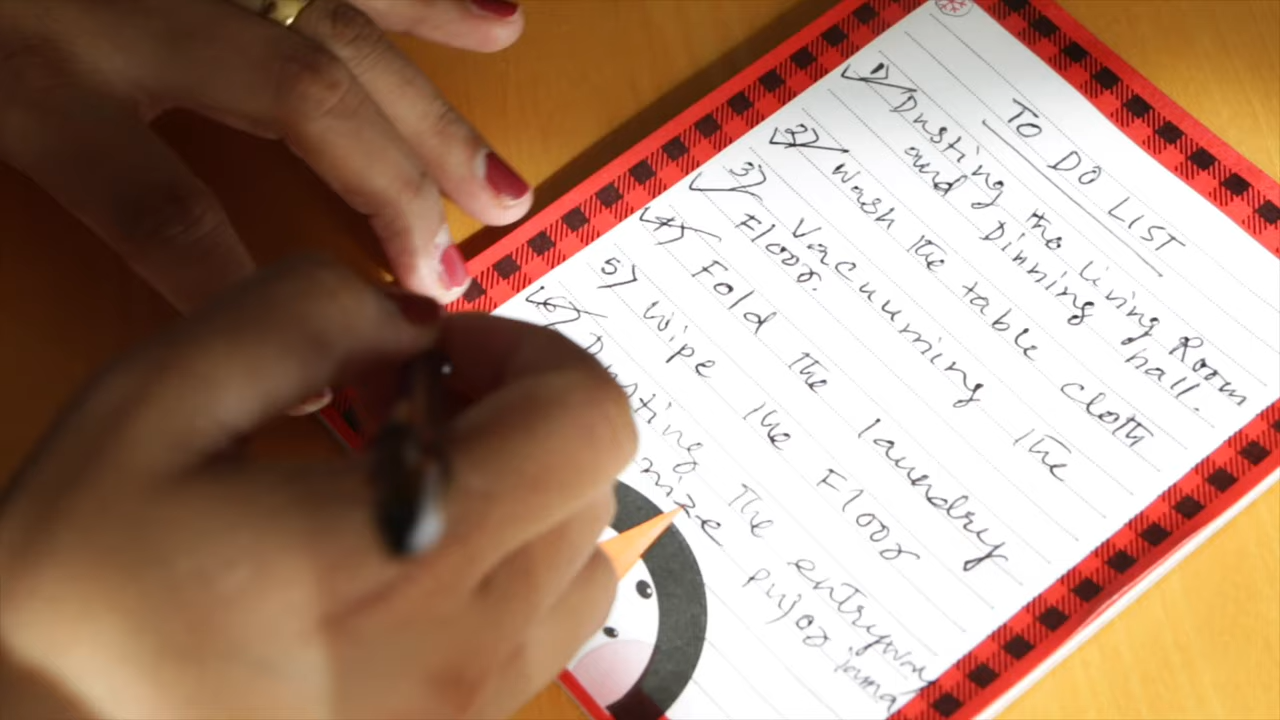 TO DO LIST
1) Dusting the living Room
and Dinning hall.
2) Wash the table cloth
3) Vacuuming the
Floor.
4) Fold the laundry
5) Wipe the Floor
6) Dusting the entryway
mize